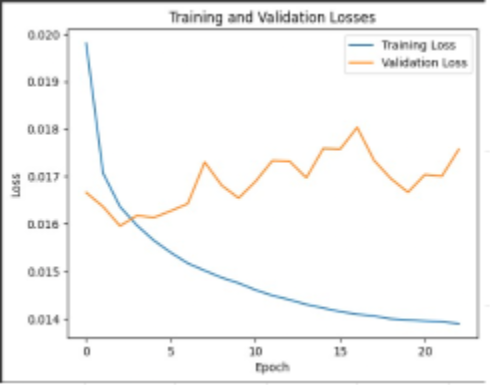 Training and Validation Losses
0.020
0.019
0.018
0.017
0.016
0.015
0.014
Loss
Training Loss
Validation Loss
0 5 10 15 20
Epoch